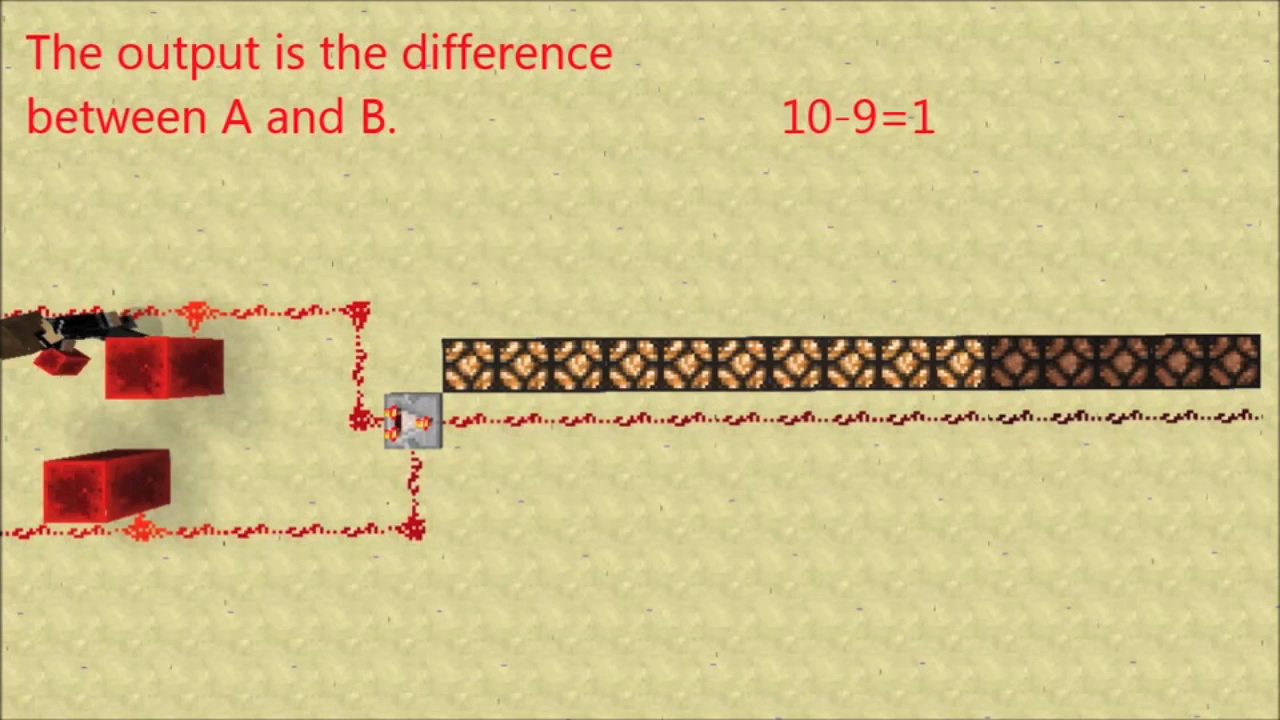 The output is the difference
between A and B.
10-9=1